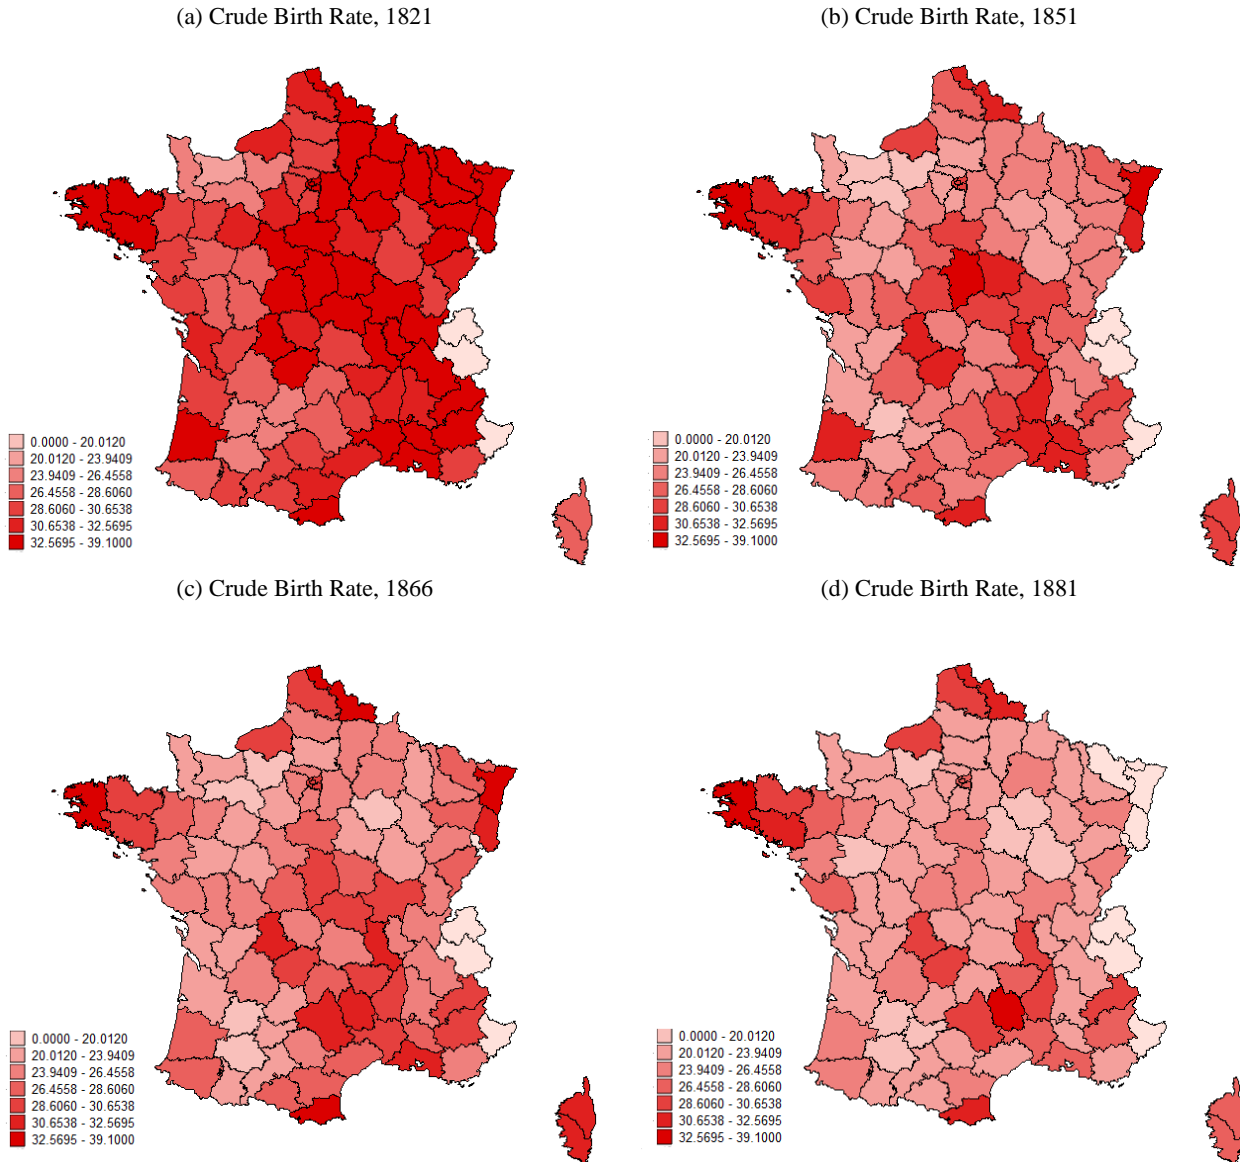 (a) Crude Birth Rate, 1821
(b) Crude Birth Rate, 1851
0.0000 - 20.0120
20.0120 - 23.9409
23.9409 - 26.4558
26.4558 - 28.6060
28.6060 - 30.6538
30.6538 - 32.5695
32.5695 - 39.1000
0.0000 - 20.0120
20.0120 - 23.9409
23.9409 - 26.4558
26.4558 - 28.6060
28.6060 - 30.6538
30.6538 - 32.5695
32.5695 - 39.1000
(c) Crude Birth Rate, 1866
(d) Crude Birth Rate, 1881
0.0000 - 20.0120
20.0120 - 23.9409
23.9409 - 26.4558
26.4558 - 28.6060
28.6060 - 30.6538
30.6538 - 32.5695
32.5695 - 39.1000
0.0000 - 20.0120
20.0120 - 23.9409
23.9409 - 26.4558
26.4558 - 28.6060
28.6060 - 30.6538
30.6538 - 32.5695
32.5695 - 39.1000